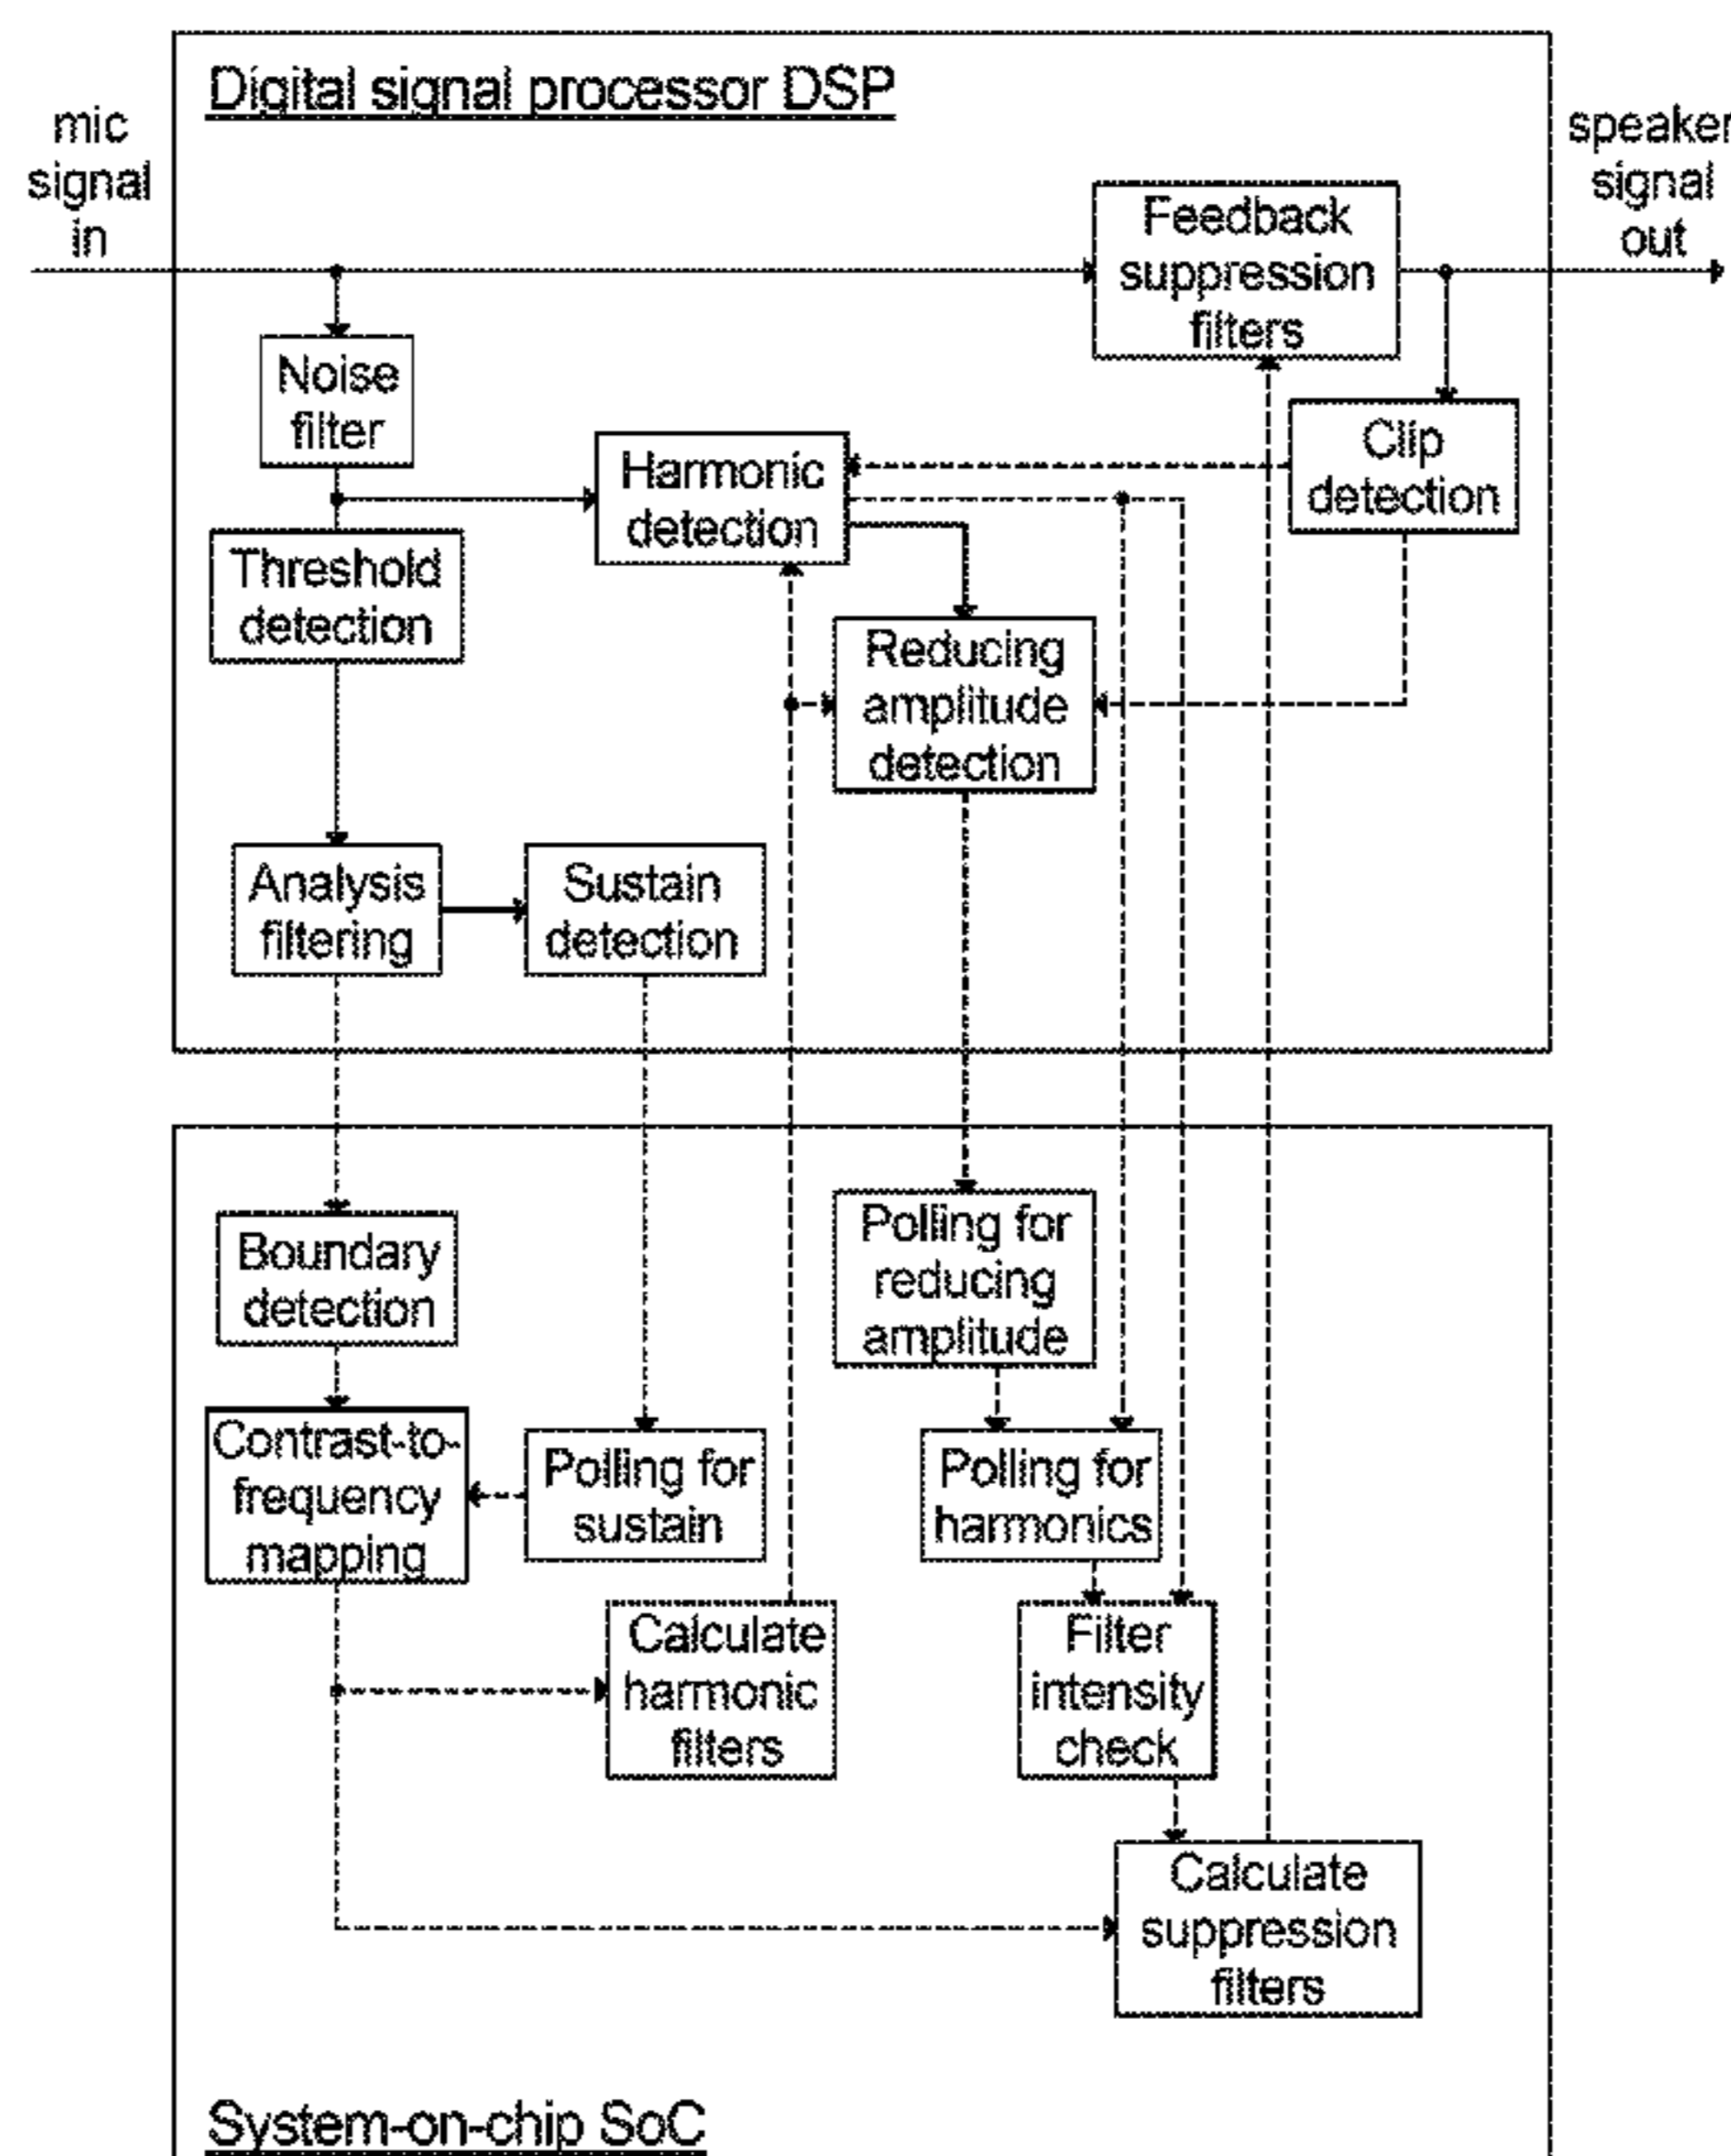 Digital signal processor DSP
mic
signal
in
speaker
signal
out
Feedback
suppression
filters
Noise
filter
Clip
detection
Harmonic
detection
Threshold
detection
Reducing
amplitude
detection
Analysis
filtering
Sustain
detection
Boundary
detection
Polling for
reducing
amplitude
Contrast-to-
frequency
mapping
Polling for
sustain
Polling for
harmonics
Calculate
harmonic
filters
Filter
intensity
check
Calculate
suppression
filters
System-on-chip SoC